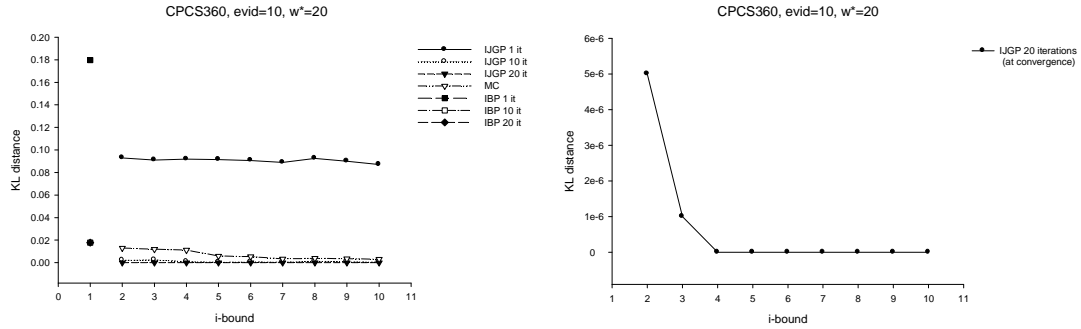 CPCS360, evid=10, w*=20
KL distance
0.20
0.18
0.16
0.14
0.12
0.10
0.08
0.06
0.04
0.02
0.00
0 1 2 3 4 5 6 7 8 9 10 11
i-bound
IJGP 1 it
IJGP 10 it
IJGP 20 it
MC
IBP 1 it
IBP 10 it
IBP 20 it
CPCS360, evid=10, w*=20
KL distance
6e-6
5e-6
4e-6
3e-6
2e-6
1e-6
0
1 2 3 4 5 6 7 8 9 10 11
i-bound
IJGP 20 iterations
(at convergence)